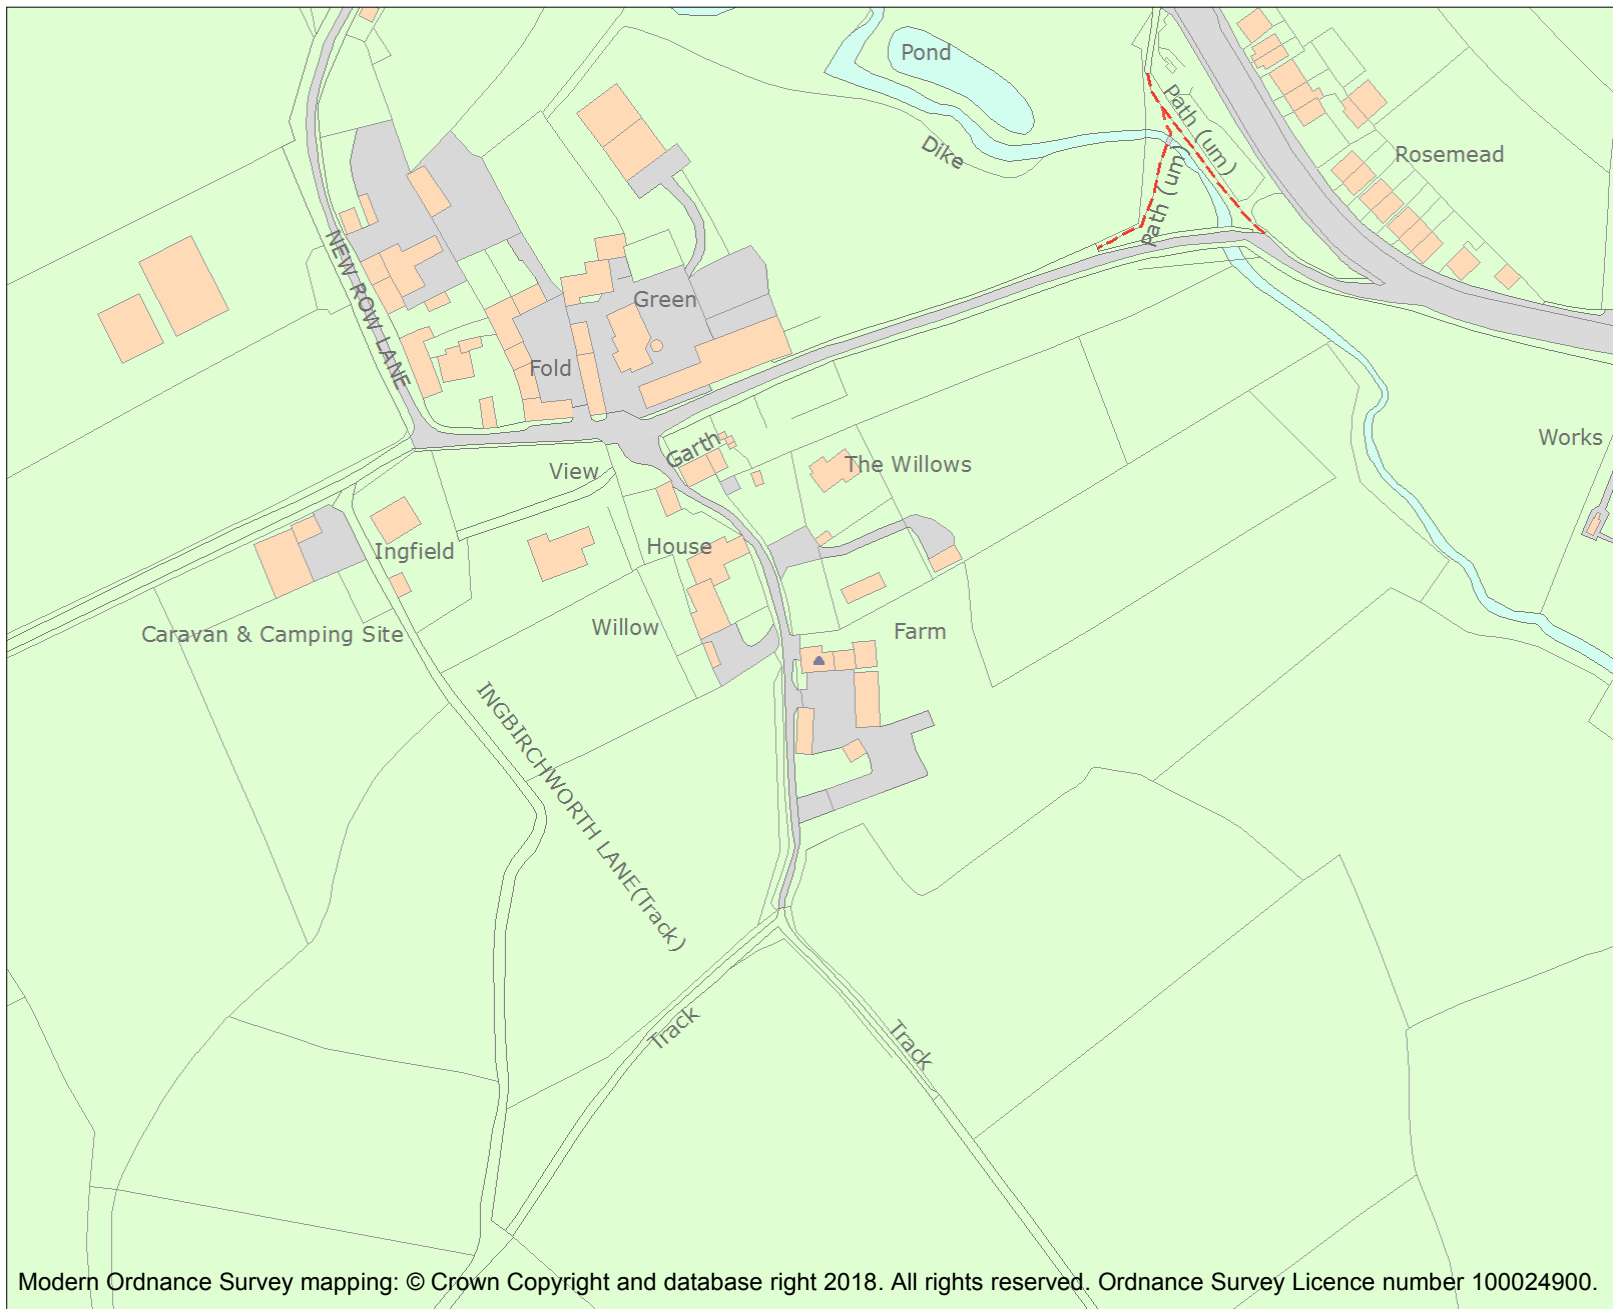 Pond
Path (um)
Dike
Rosemead
Path (um)
NEW ROW LANE
Green
Fold
Works
Garth
View
The Willows
House
Ingfield
Caravan & Camping Site
Willow
Farm
INGBIRCHWORTH LANE(Track)
Track
Track
Modern Ordnance Survey mapping: © Crown Copyright and database right 2018. All rights reserved. Ordnance Survey Licence number 100024900.